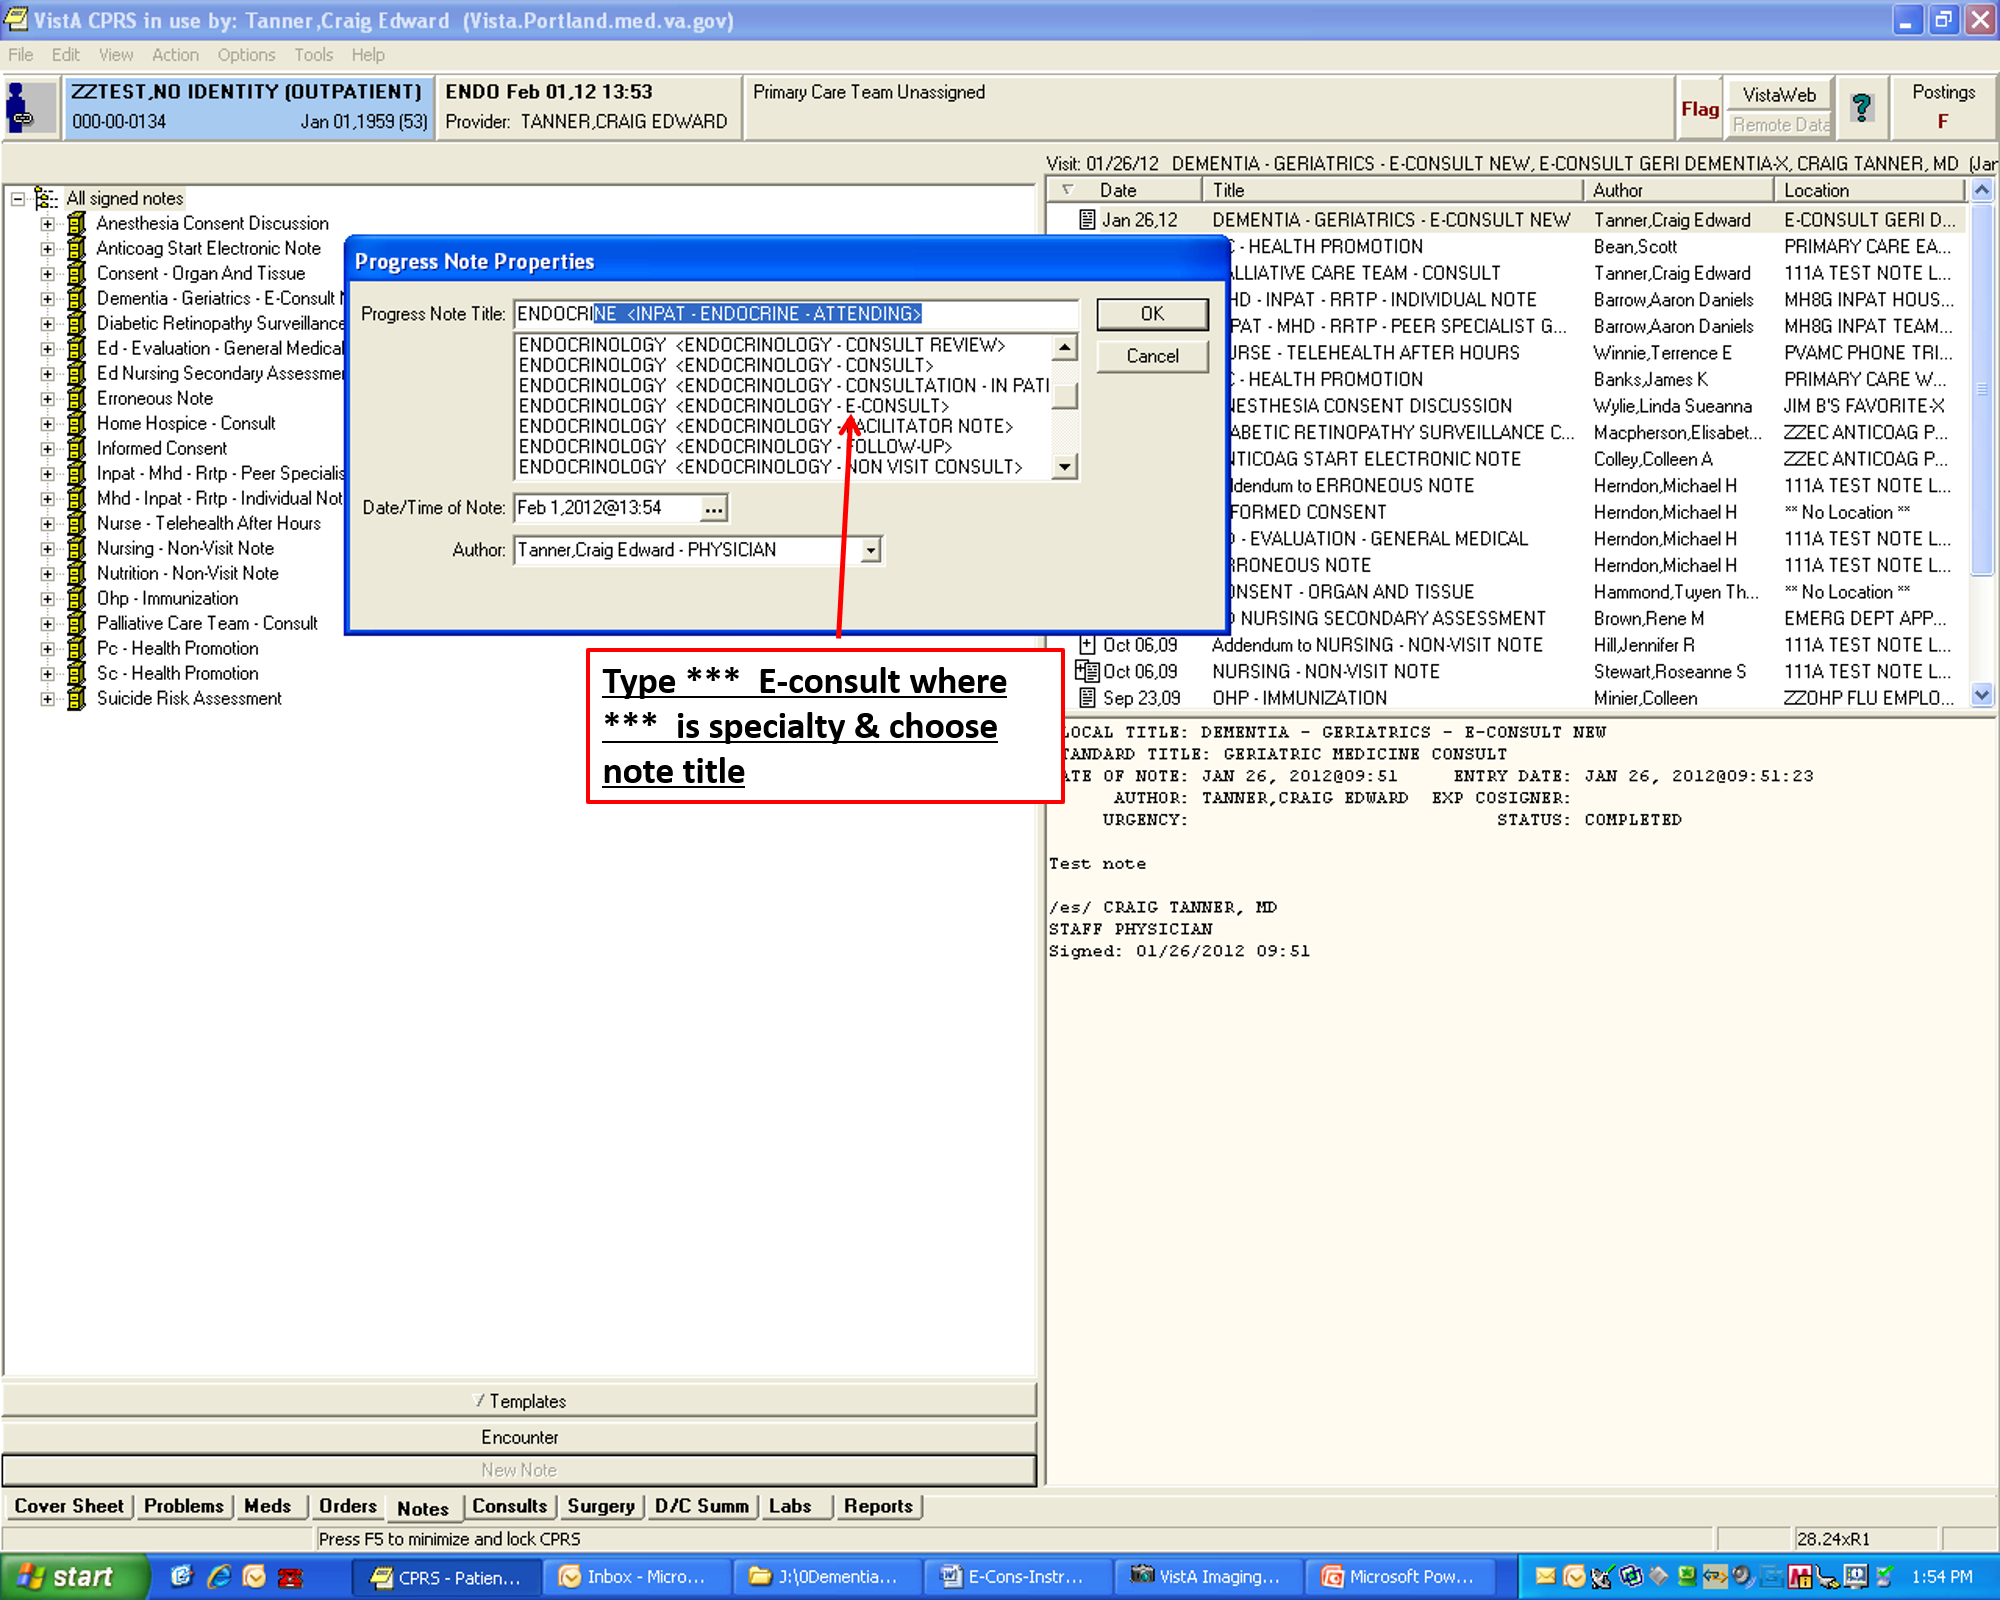 VistA CPRS in use by: Tanner,Craig Edward (Vista.Portland.med.va.gov)
File Edit View Action Options Tools Help
ZZTEST,NO IDENTITY (OUTPATIENT)
000-00-0134 Jan 01,1959 (53)
ENDO Feb 01,12 13:53
Provider: TANNER,CRAIG EDWARD
Primary Care Team Unassigned
Flag
VistaWeb
Remote Data
?
Postings
F
Visit: 01/26/12 DEMENTIA - GERIATRICS - E-CONSULT NEW, E-CONSULT GERI DEMENTIA-X, CRAIG TANNER, MD (Jan
All signed notes
Anesthesia Consent Discussion
Anticoag Start Electronic Note
Consent - Organ And Tissue
Dementia - Geriatrics - E-Consult
Diabetic Retinopathy Surveillance
Ed - Evaluation - General Medical
Ed Nursing Secondary
Erroneous Note
Home Hospice - Consult
Informed Consent
Inpat - Mhd - Rrtp - Peer
Mhd - Inpat - Rrtp - Individual
Nurse - Telehealth After Hours
Nursing - Non-Visit Note
Nutrition - Non-Visit Note
Ohp - Immunization
Palliative Care Team - Consult
Pc - Health Promotion
Sc - Health Promotion
Suicide Risk Assessment
Progress Note Properties
Progress Note Title: ENDOCRINE <INPAT - ENDOCRINE - ATTENDING>
ENDOCRINOLOGY <ENDOCRINOLOGY - CONSULT REVIEW>
ENDOCRINOLOGY <ENDOCRINOLOGY - CONSULT>
ENDOCRINOLOGY <ENDOCRINOLOGY - CONSULTATION - IN PATI
ENDOCRINOLOGY <ENDOCRINOLOGY - E-CONSULT>
ENDOCRINOLOGY <ENDOCRINOLOGY - FACILITATOR NOTE>
ENDOCRINOLOGY <ENDOCRINOLOGY - FOLLOW-UP>
ENDOCRINOLOGY <ENDOCRINOLOGY - NON VISIT CONSULT>
OK
Cancel
Date/Time of Note: Feb 1,2012@13:54 ...
Author: Tanner,Craig Edward - PHYSICIAN
Type *** E-consult where
*** is specialty & choose
note title
Date Title Author Location
Jan 26,12 DEMENTIA - GERIATRICS - E-CONSULT NEW Tanner,Craig Edward E-CONSULT GERI D...
- HEALTH PROMOTION Bean,Scott PRIMARY CARE EA...
CARE TEAM - CONSULT Tanner,Craig Edward 111A TEST NOTE L...
- INPAT - RRTP - INDIVIDUAL NOTE Barrow,Aaron Daniels MH8G INPAT HOUS...
- MHD - RRTP - PEER SPECIALIST G... Barrow,Aaron Daniels MH8G INPAT TEAM...
- TELEHEALTH AFTER HOURS Winnie,Terrence E PVAMC PHONE TRI...
- HEALTH PROMOTION Banks,James K PRIMARY CARE W...
NESTHESIA CONSENT DISCUSSION Wylie,Linda Sueanna JIM B'S FAVORITE-X
ABETIC RETINOPATHY SURVEILLANCE C... Macpherson,Elisabet... ZZEC ANTICOAG P...
NTICOAG START ELECTRONIC NOTE Colley,Colleen A ZZEC ANTICOAG P...
ddendum to ERRONEOUS NOTE Herndon,Michael H 111A TEST NOTE L...
FORMED CONSENT Herndon,Michael H ** No Location **
- EVALUATION - GENERAL MEDICAL Herndon,Michael H 111A TEST NOTE L...
RRONEOUS NOTE Herndon,Michael H 111A TEST NOTE L...
ONSENT - ORGAN AND TISSUE Hammond,Tuyen Th... ** No Location **
NURSING SECONDARY ASSESSMENT Brown,Rene M EMERG DEPT APP...
Oct 06,09 Addendum to NURSING - NON-VISIT NOTE Hill,Jennifer R 111A TEST NOTE L...
Oct 06,09 NURSING - NON-VISIT NOTE Stewart,Roseanne S 111A TEST NOTE L...
Sep 23,09 OHP - IMMUNIZATION Minier,Colleen ZZOHP FLU EMPLO...
LOCAL TITLE: DEMENTIA - GERIATRICS - E-CONSULT NEW
TANDARD TITLE: GERIATRIC MEDICINE CONSULT
ATE OF NOTE: JAN 26, 2012@09:51 ENTRY DATE: JAN 26, 2012@09:51:23
AUTHOR: TANNER,CRAIG EDWARD EXP COSIGNER:
URGENCY: STATUS: COMPLETED
Test note
/es/ CRAIG TANNER, MD
STAFF PHYSICIAN
Signed: 01/26/2012 09:51
Templates
Encounter
New Note
Cover Sheet Problems Meds Orders Notes Consults Surgery D/C Summ Labs Reports
Press F5 to minimize and lock CPRS
28.24xR1
start
CPRS - Patien...
Inbox - Micro...
J:\0Dementia...
E-Cons-Instr...
VistA Imaging...
Microsoft Pow...
1:54 PM